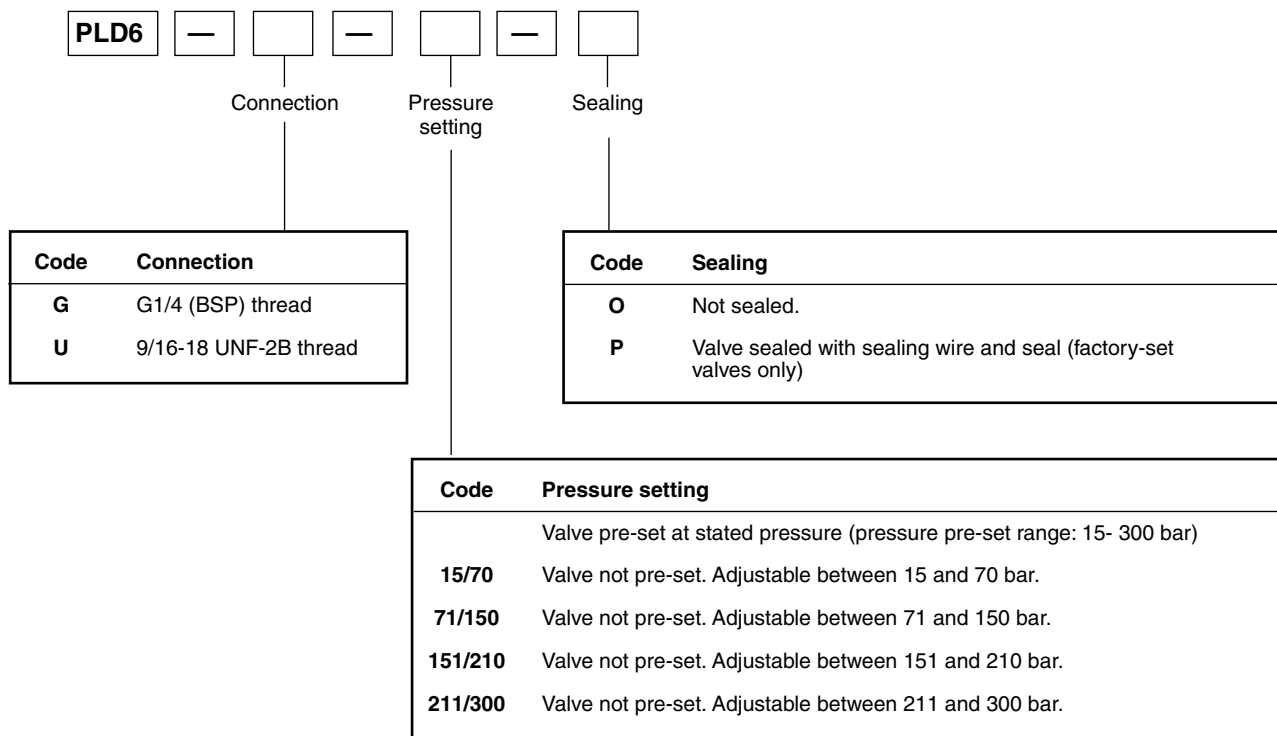 PLD6 — — —
Connection Pressure setting Sealing
Code Connection
G G1/4 (BSP) thread
U 9/16-18 UNF-2B thread
Code Sealing
O Not sealed.
P Valve sealed with sealing wire and seal (factory-set
valves only)
Code Pressure setting
Valve pre-set at stated pressure (pressure pre-set range: 15- 300 bar)
15/70 Valve not pre-set. Adjustable between 15 and 70 bar.
71/150 Valve not pre-set. Adjustable between 71 and 150 bar.
151/210 Valve not pre-set. Adjustable between 151 and 210 bar.
211/300 Valve not pre-set. Adjustable between 211 and 300 bar.